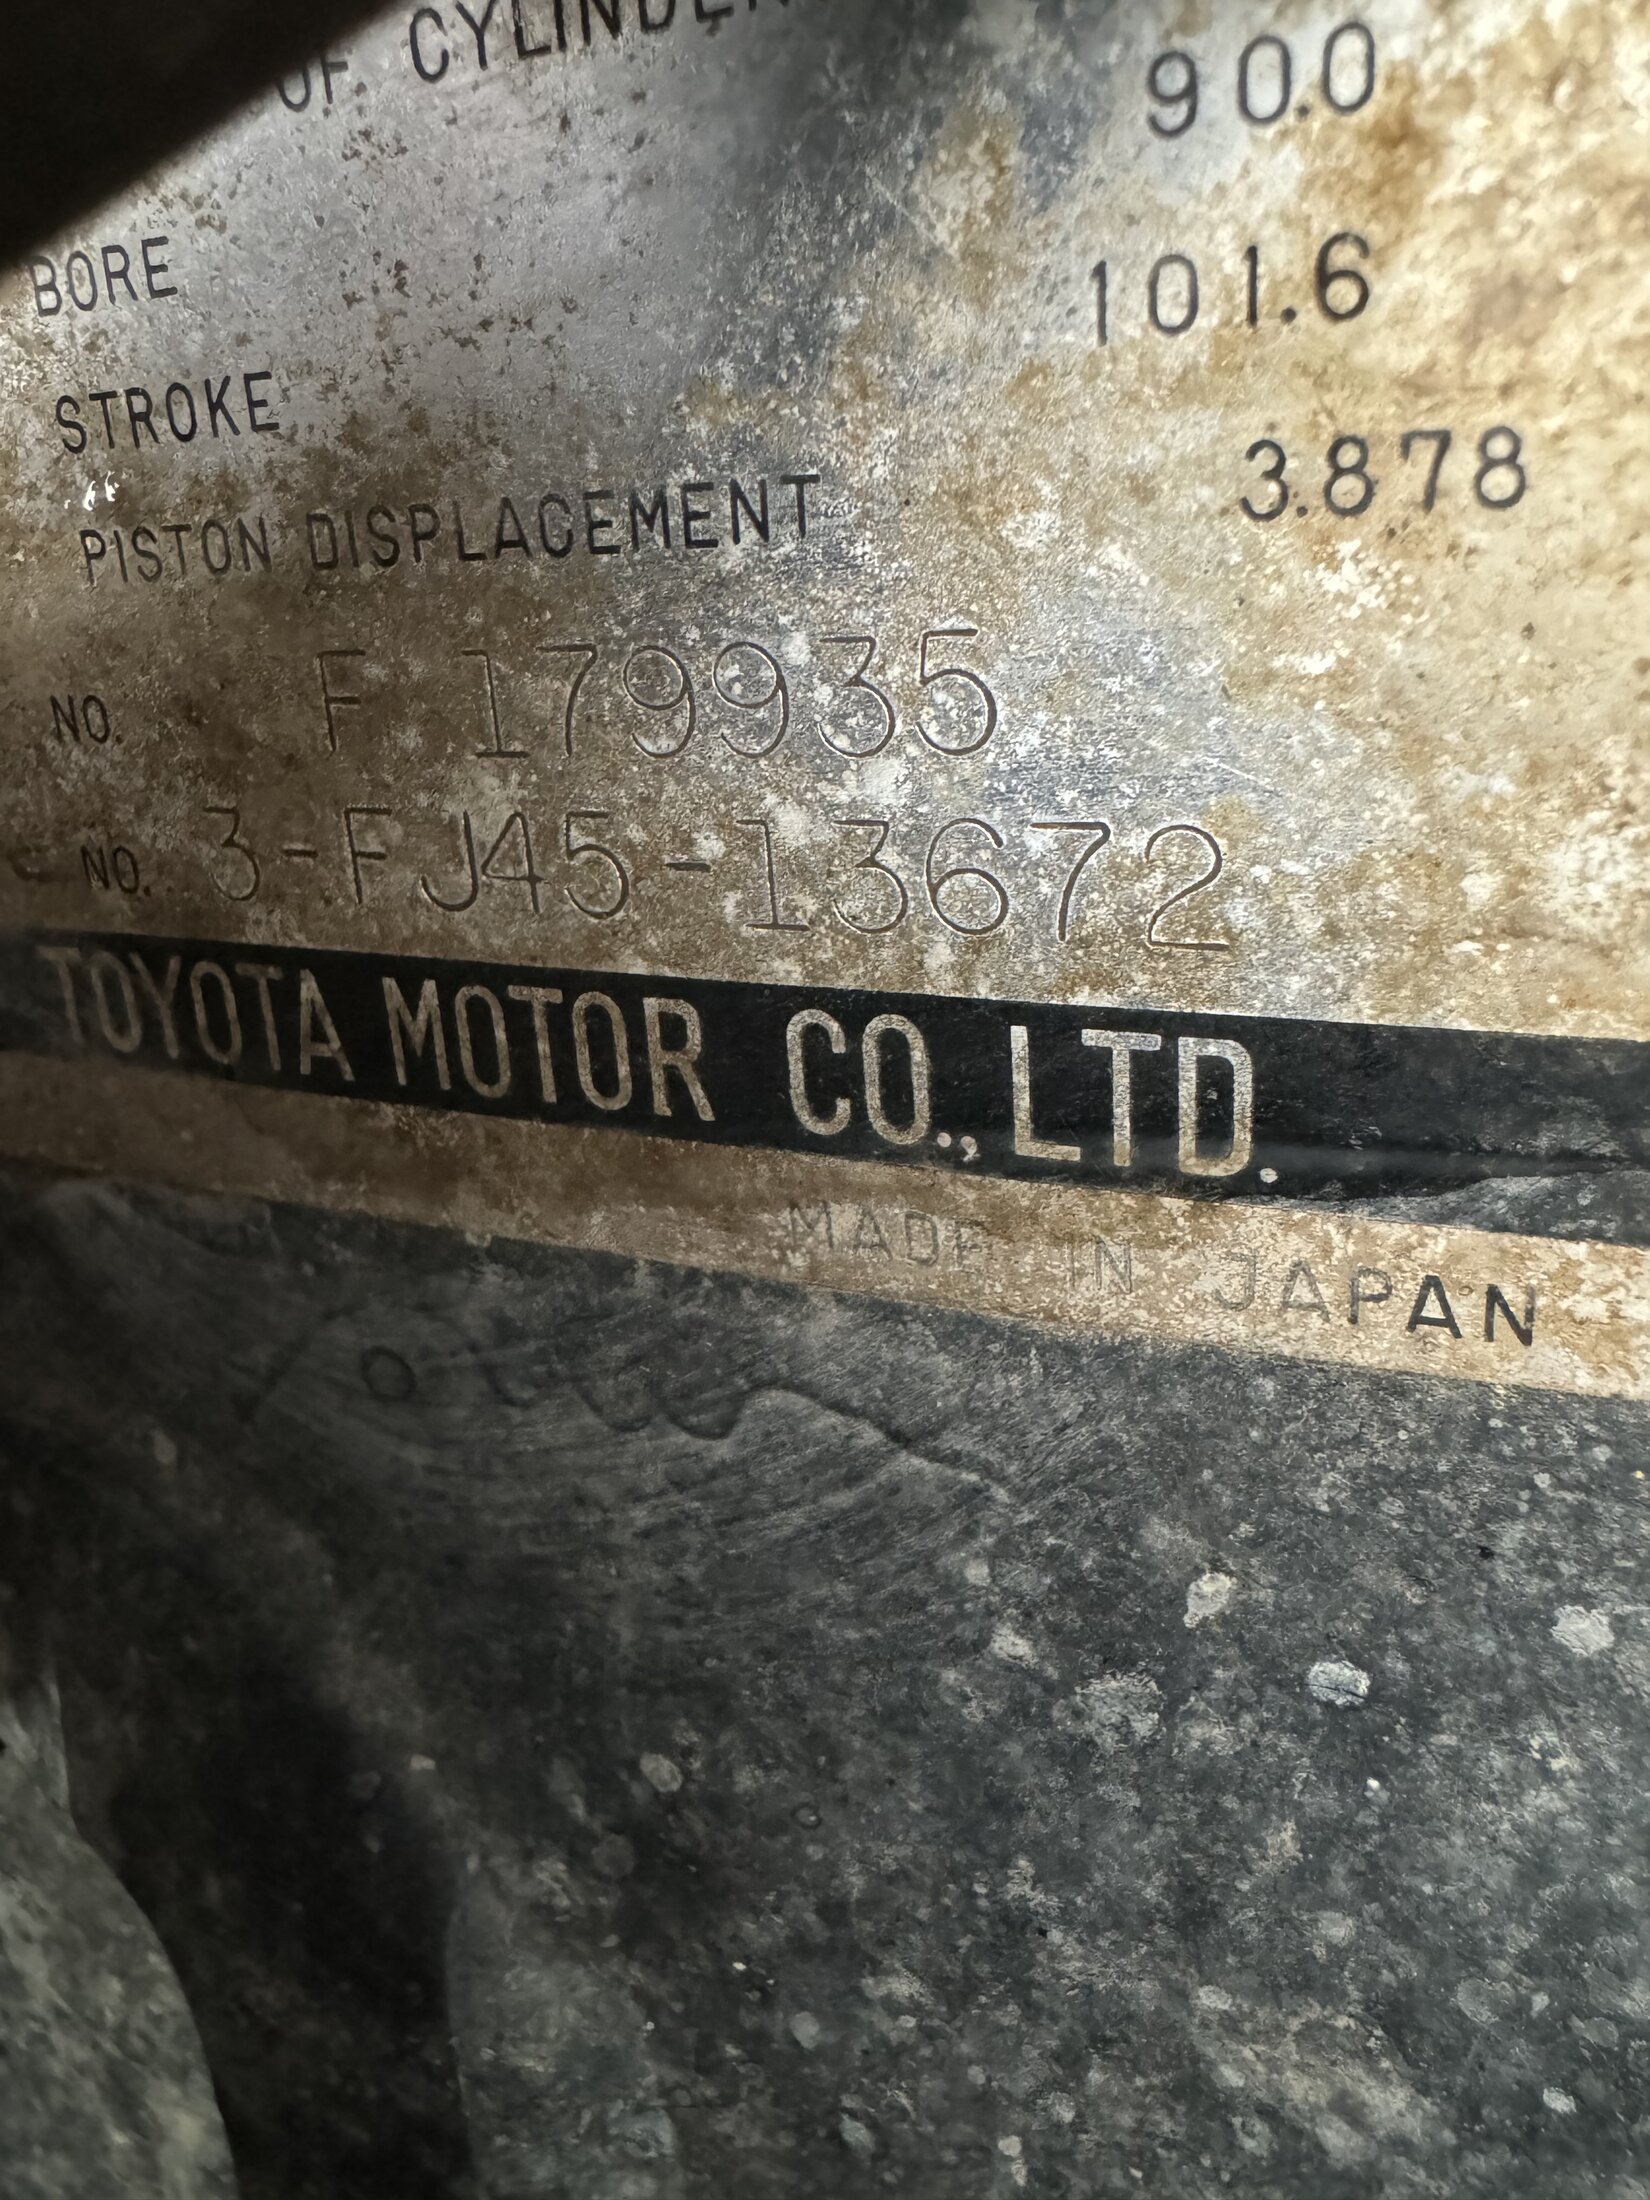 OF CYLINDER
90.0
BORE
101.6
STROKE
3.878
PISTON DISPLACEMENT
NO. F 179935
NO. 3-FJ45-13672
TOYOTA MOTOR CO., LTD.
MADE IN JAPAN